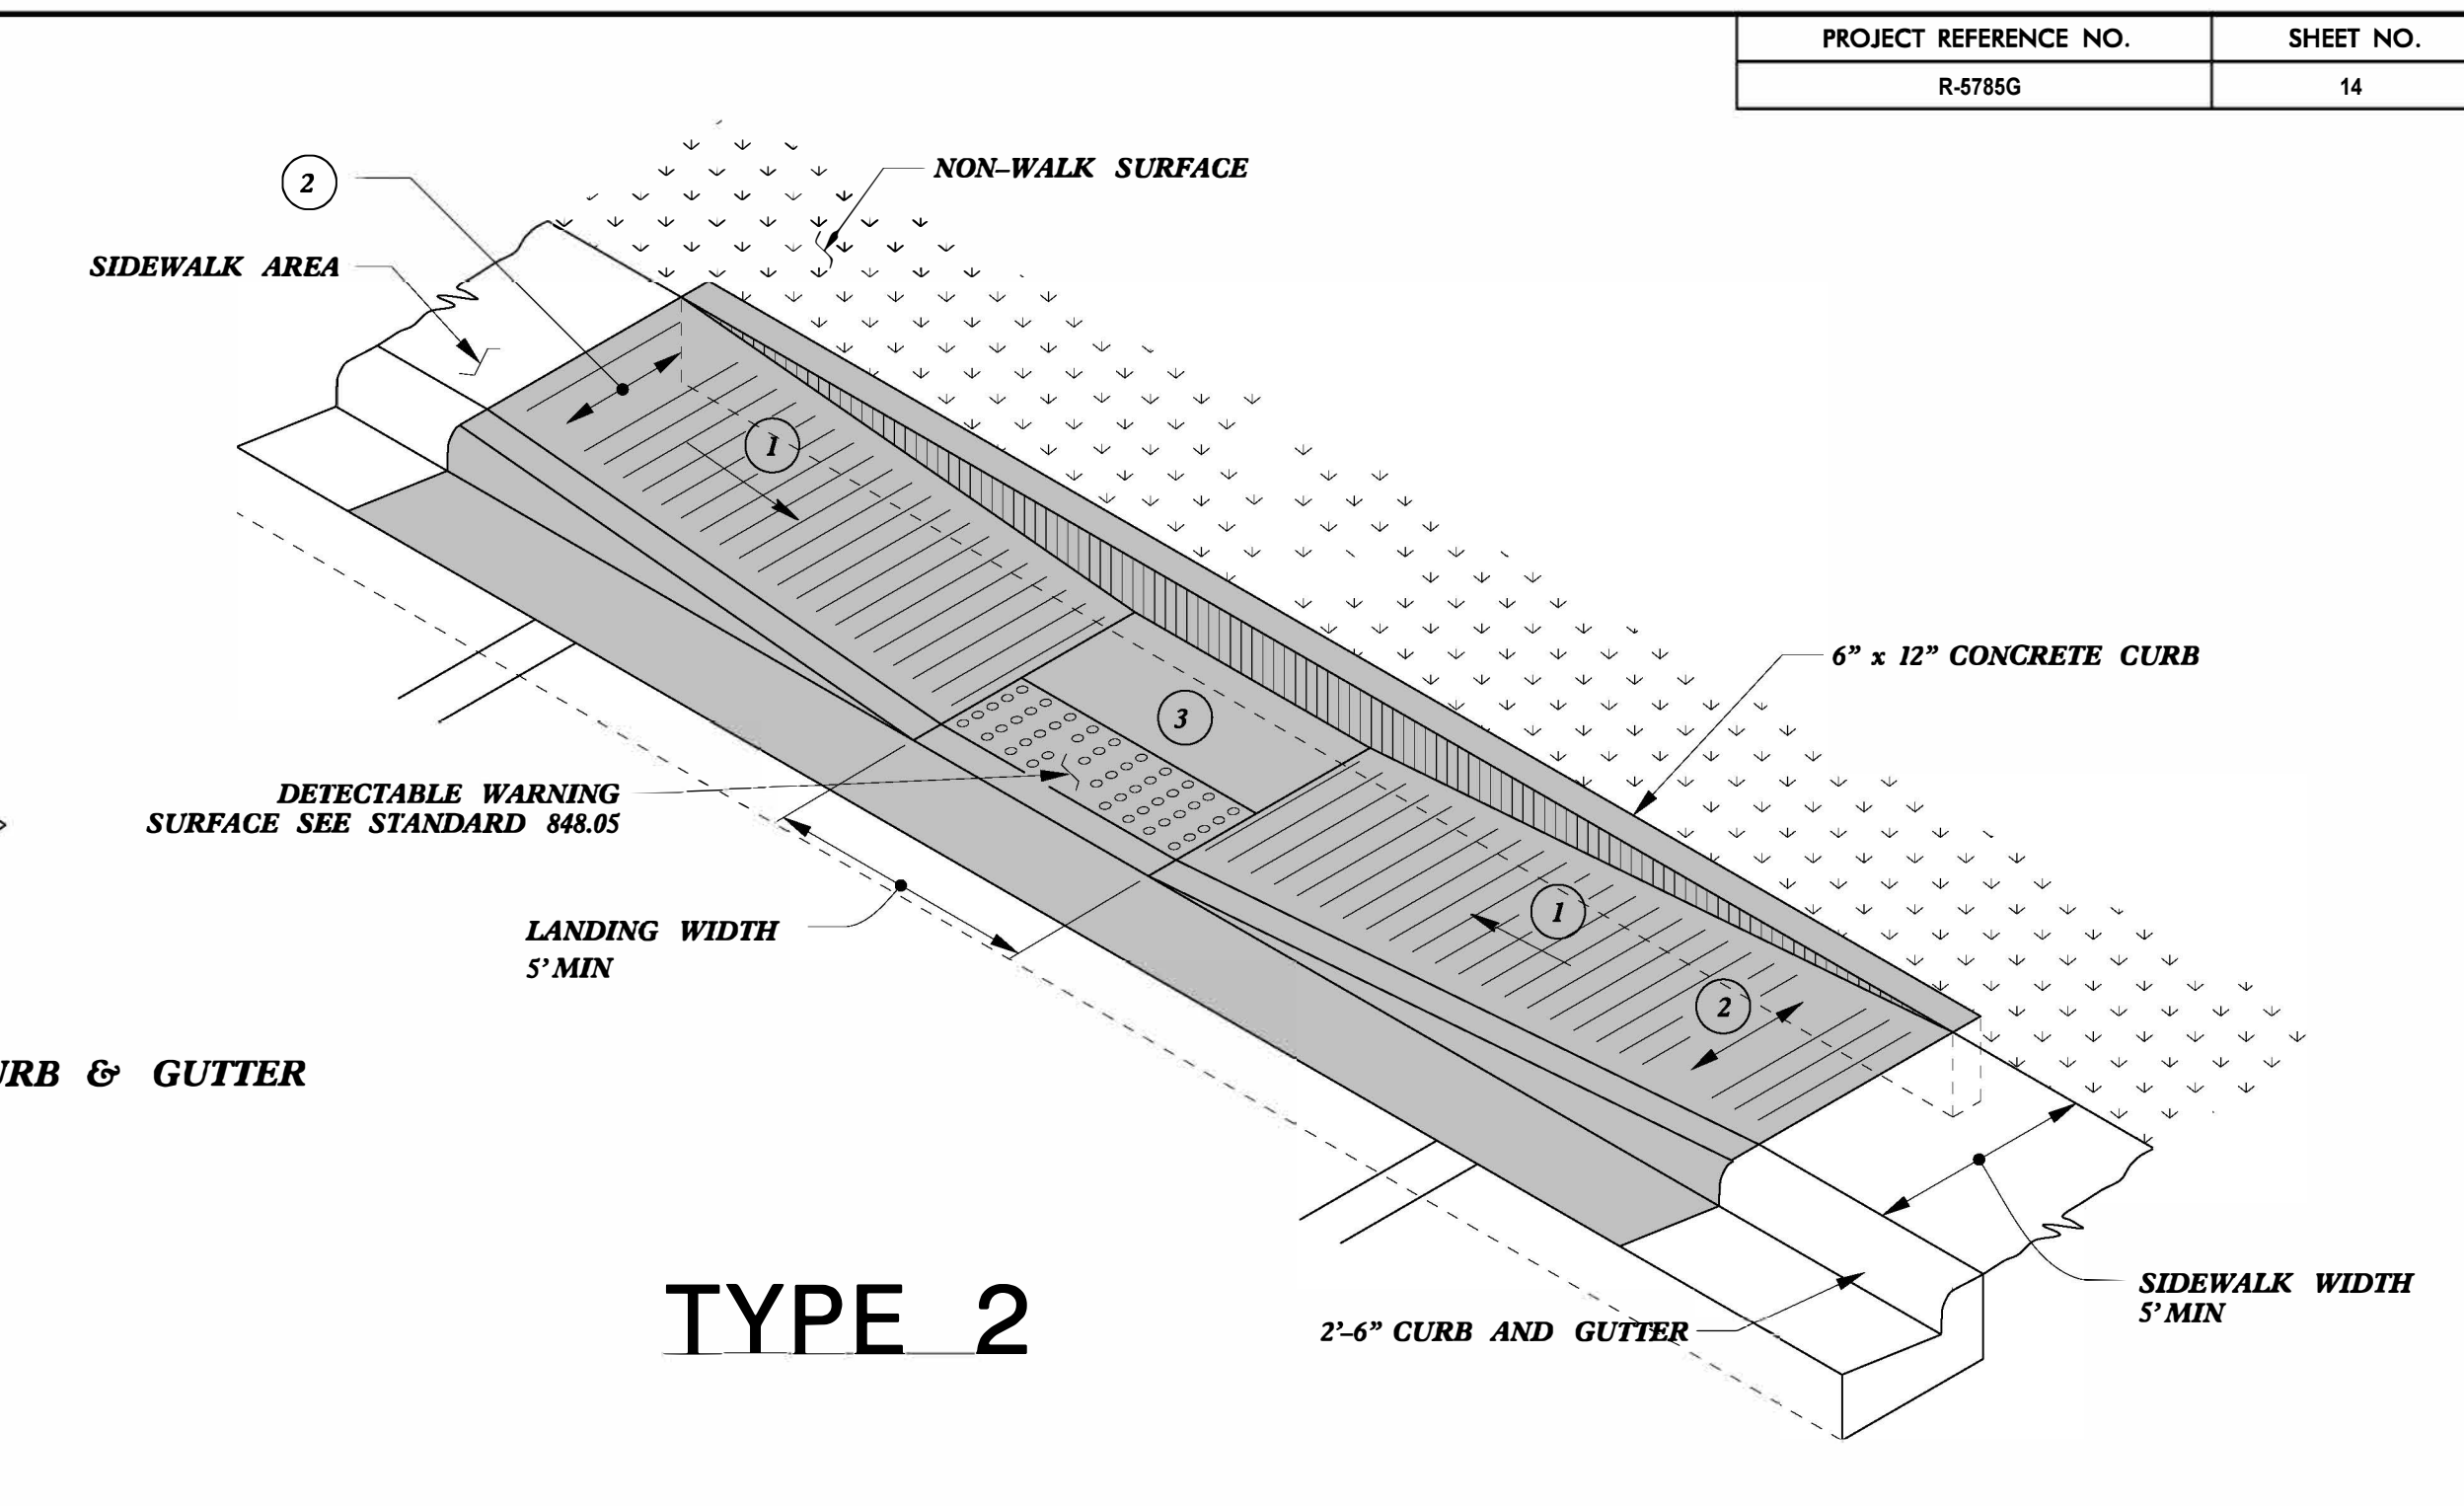 PROJECT REFERENCE NO.
SHEET NO.
R-5785G
14
2
NON-WALK SURFACE
SIDEWALK AREA
1
6" x 12" CONCRETE CURB
3
DETECTABLE WARNING
SURFACE SEE STANDARD 848.05
1
LANDING WIDTH
5' MIN
2
& GUTTER
TYPE 2
SIDEWALK WIDTH
5' MIN
2'-6" CURB AND GUTTER